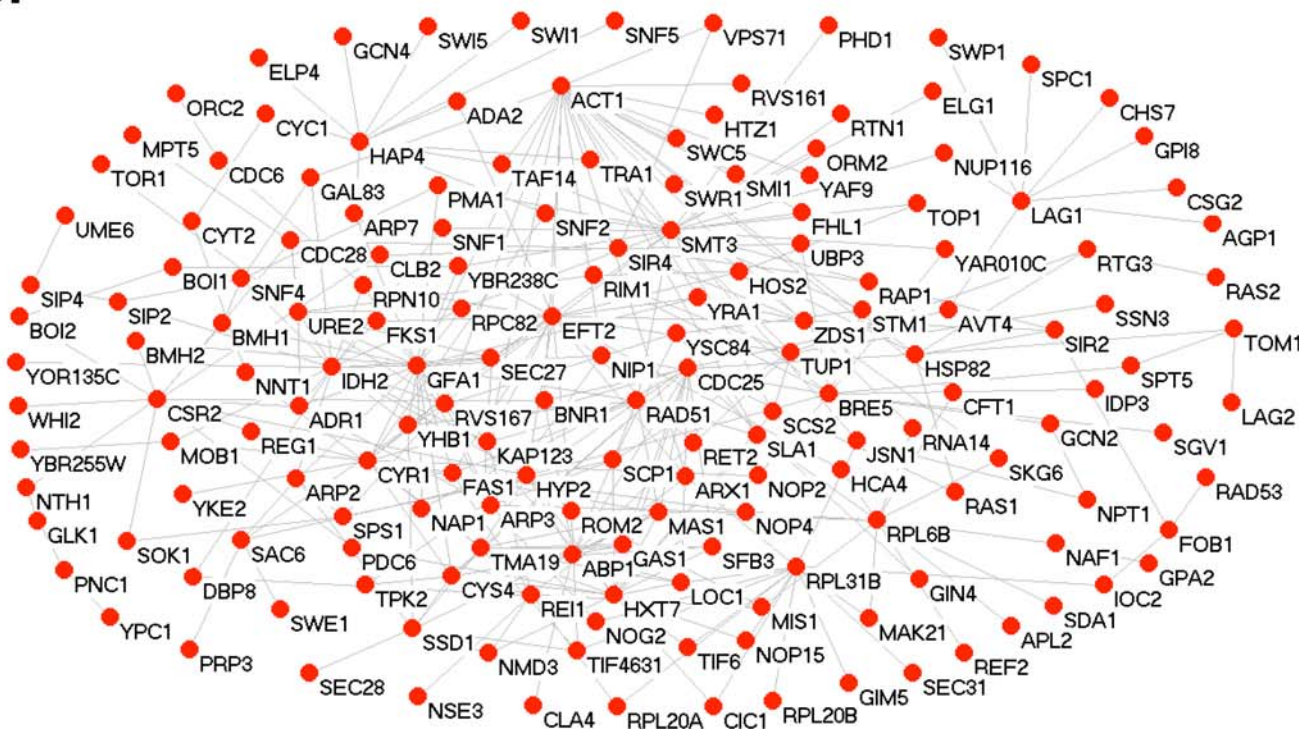 SWI5
SWI1
SNF5
VPS71
PHD1
SWP1
GCN4
ELP4
SPC1
ORC2
CYC1
ADA2
ACT1
RVS161
ELG1
CHS7
MPT5
HAP4
HTZ1
RTN1
GPI8
TOR1
CDC6
GAL83
TAF14
TRA1
SWC5
ORM2
NUP116
PMA1
SWR1
SMI1
YAF9
LAG1
CSG2
UME6
CYT2
ARP7
SNF1
SNF2
SMT3
FHL1
TOP1
AGP1
CDC28
CLB2
YBR238C
SIR4
UBP3
YAR010C
RTG3
SIP4
BOI1
SNF4
RPN10
RIM1
HOS2
RAP1
RAS2
BOI2
SIP2
BMH1
URE2
FKS1
RPC82
EFT2
YRA1
ZDS1
STM1
AVT4
SSN3
SIR2
TOM1
BMH2
YSC84
YOR135C
NNT1
IDH2
GFA1
SEC27
NIP1
CDC25
TUP1
HSP82
SPT5
WHI2
CSR2
ADR1
RVS167
BNR1
RAD51
SCS2
BRE5
CFT1
IDP3
LAG2
YBR255W
MOB1
REG1
YHB1
KAP123
RET2
SLA1
JSN1
RNA14
GCN2
SGV1
NTH1
YKE2
ARP2
CYR1
FAS1
HYP2
SCP1
ARX1
NOP2
HCA4
SKG6
RAS1
RAD53
GLK1
SOK1
SPS1
NAP1
ARP3
ROM2
MAS1
NOP4
RPL6B
NPT1
FOB1
PNC1
SAC6
PDC6
TMA19
ABP1
GAS1
SFB3
RPL31B
NAF1
GPA2
YPC1
DBP8
TPK2
CYS4
REI1
HXT7
LOC1
GIN4
IOC2
SWE1
MIS1
SDA1
PRP3
SSD1
NOG2
MAK21
APL2
NMD3
TIF4631
TIF6
NOP15
REF2
SEC28
NSE3
CLA4
RPL20A
CIC1
RPL20B
GIM5
SEC31